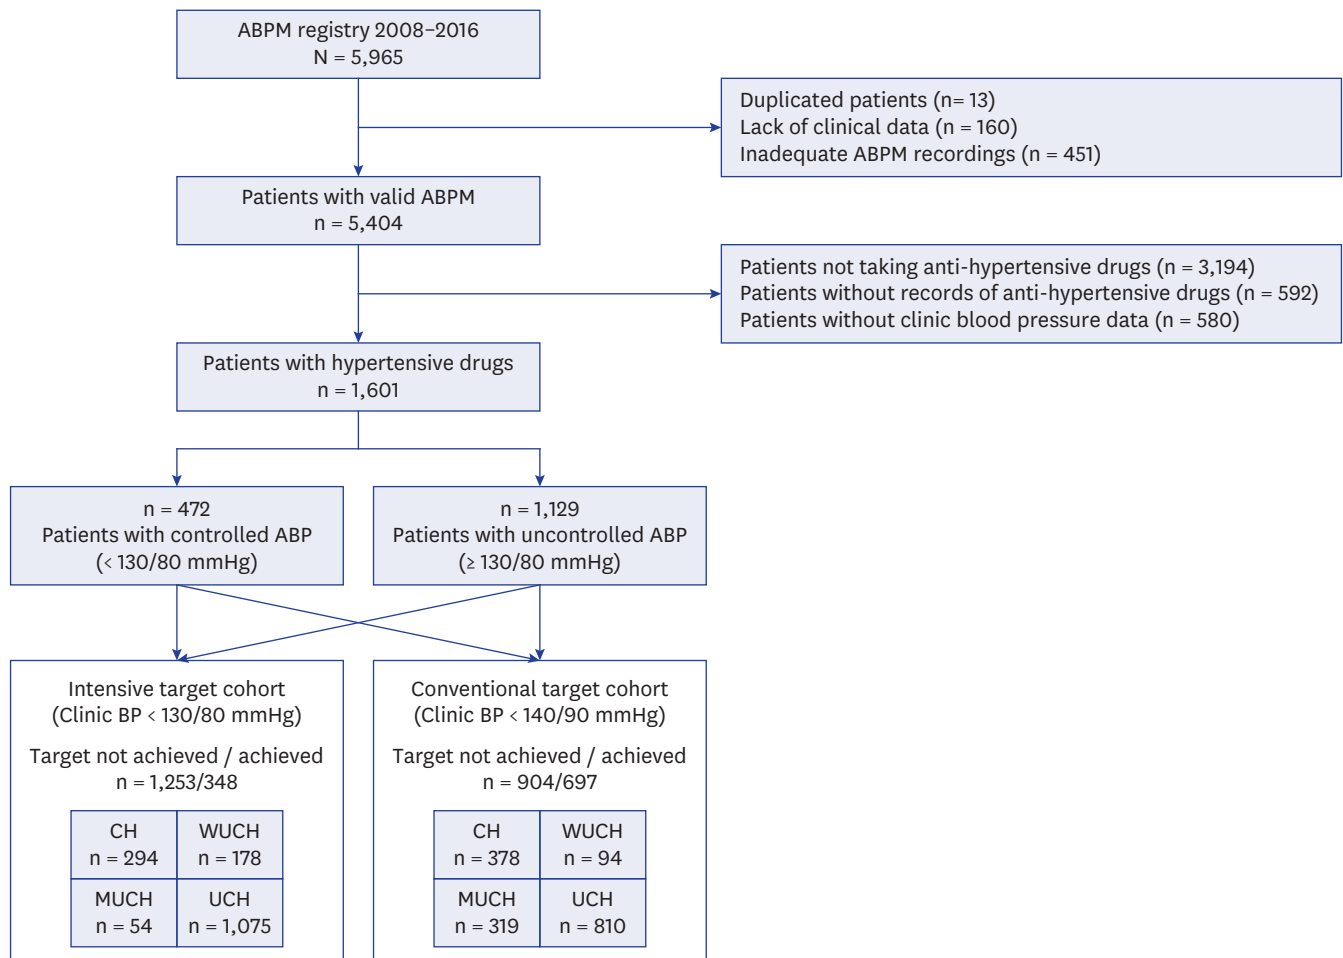 ABPM registry 2008–2016
N = 5,965
Duplicated patients (n= 13)
Lack of clinical data (n = 160)
Inadequate ABPM recordings (n = 451)
Patients with valid ABPM
n = 5,404
Patients not taking anti-hypertensive drugs (n = 3,194)
Patients without records of anti-hypertensive drugs (n = 592)
Patients without clinic blood pressure data (n = 580)
Patients with hypertensive drugs
n = 1,601
n = 472
Patients with controlled ABP
(< 130/80 mmHg)
n = 1,129
Patients with uncontrolled ABP
(≥ 130/80 mmHg)
Intensive target cohort
(Clinic BP < 130/80 mmHg)
Target not achieved / achieved
n = 1,253/348
CH
n = 294
WUCH
n = 178
MUCH
n = 54
UCH
n = 1,075
Conventional target cohort
(Clinic BP < 140/90 mmHg)
Target not achieved / achieved
n = 904/697
CH
n = 378
WUCH
n = 94
MUCH
n = 319
UCH
n = 810